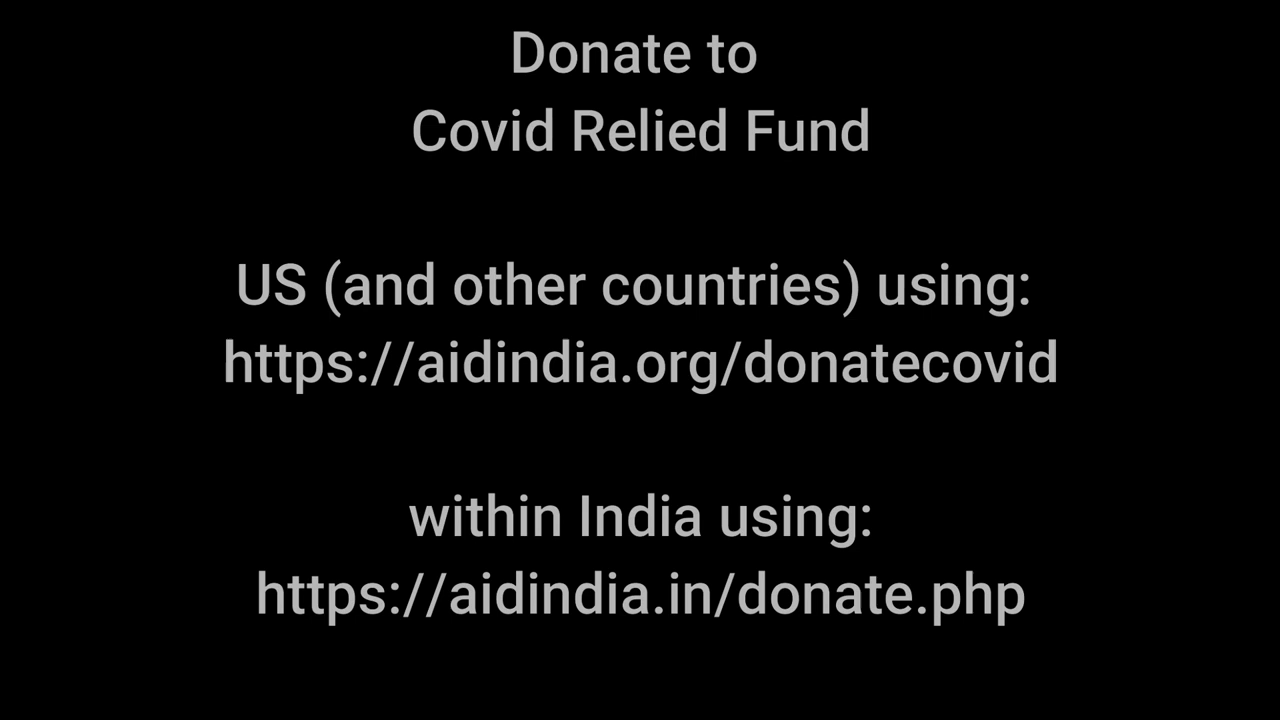 Donate to
Covid Relied Fund
US (and other countries) using:
https://aidindia.org/donatecovid
within India using:
https://aidindia.in/donate.php